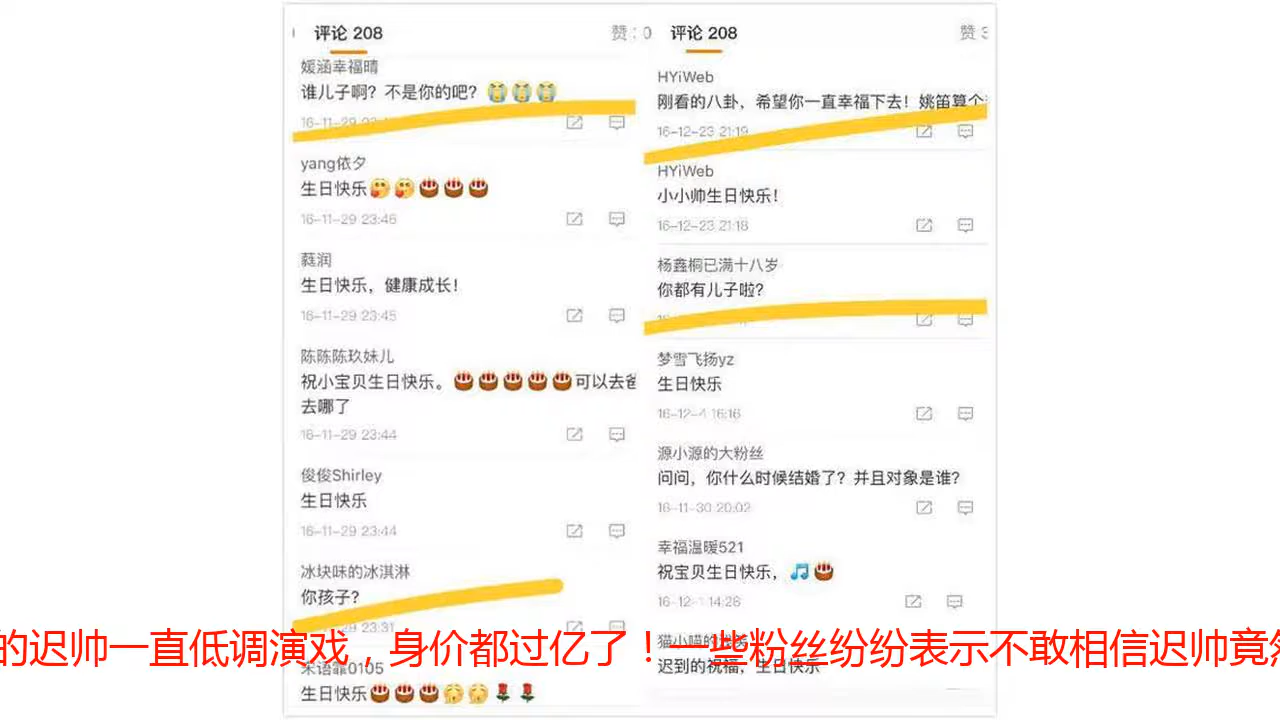 评论 208
赞：0
媛涵幸福晴
谁儿子啊？不是你的吧？😭😭😭
yang依夕
生日快乐
16-11-29 23:46
蕤润
生日快乐，健康成长！
16-11-29 23:45
陈陈陈玖妹儿
祝小宝贝生日快乐。🎂🎂🎂🎂🎂可以去爸
去哪了
16-11-29 23:44
俊俊Shirley
生日快乐
16-11-29 23:44
冰块味的冰淇淋
你孩子？
23:31
0105
生日快乐🎂🎂🎂🌹🌹
评论 208
赞
HYiWeb
刚看的八卦，希望你一直幸福下去！姚笛算个
16-12-23 21:19
HYiWeb
小小帅生日快乐！
16-12-23 21:18
杨鑫桐已满十八岁
你都有儿子啦？
梦雪飞扬yz
生日快乐
16-12-4 16:16
源小源的大粉丝
问问，你什么时候结婚了？并且对象是谁？
16-11-30 20:02
幸福温暖521
祝宝贝生日快乐，🎵🎂
16-12-1 14:26
迟到的祝福，生日快乐
的迟帅一直低调演戏，身价都过亿了！一些粉丝纷纷表示不敢相信迟帅竟